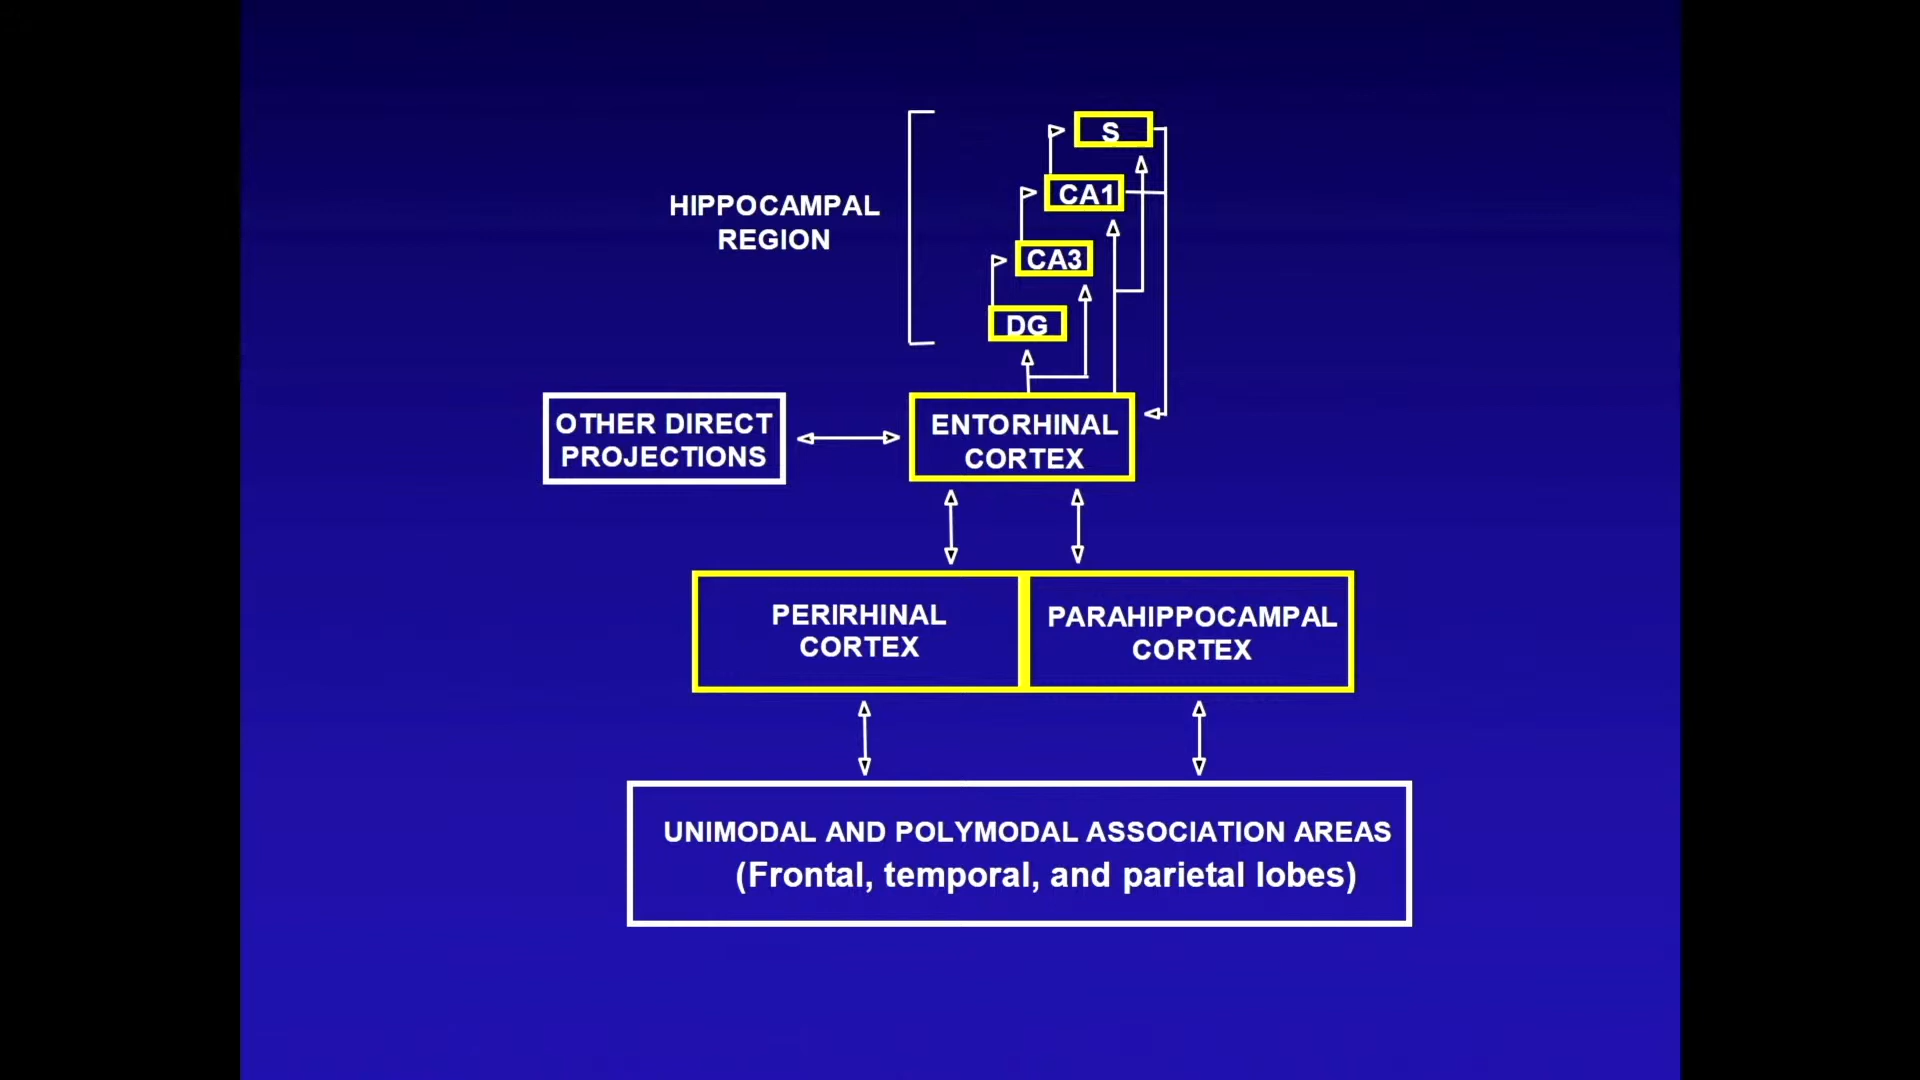 S
CA1
HIPPOCAMPAL
REGION
CA3
DG
OTHER DIRECT
PROJECTIONS
ENTORHINAL
CORTEX
PERIRHINAL
CORTEX
PARAHIPPOCAMPAL
CORTEX
UNIMODAL AND POLYMODAL ASSOCIATION AREAS
(Frontal, temporal, and parietal lobes)